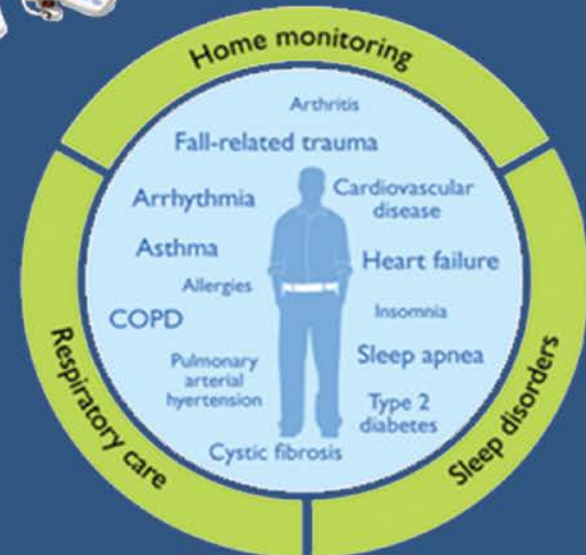 Home monitoring
Arthritis
Fall-related trauma
Arrhythmia
Cardiovascular
disease
Asthma
Heart failure
Allergies
Insomnia
COPD
Sleep apnea
Pulmonary
arterial
hyertension
Type 2
diabetes
Cystic fibrosis
Respiratory care
Sleep disorders